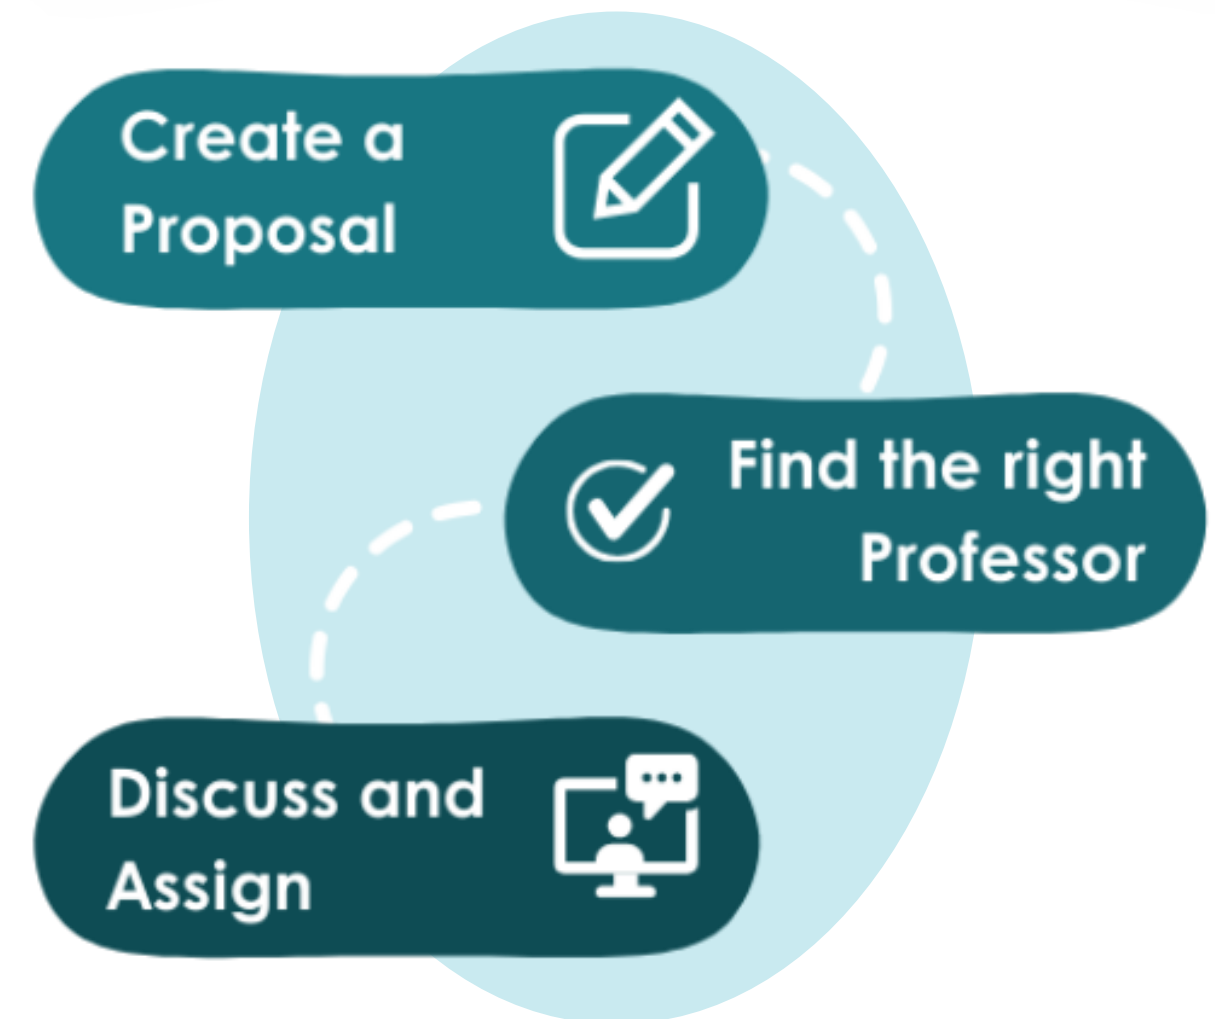 Create a
Proposal
Find the right
Professor
Discuss and
Assign